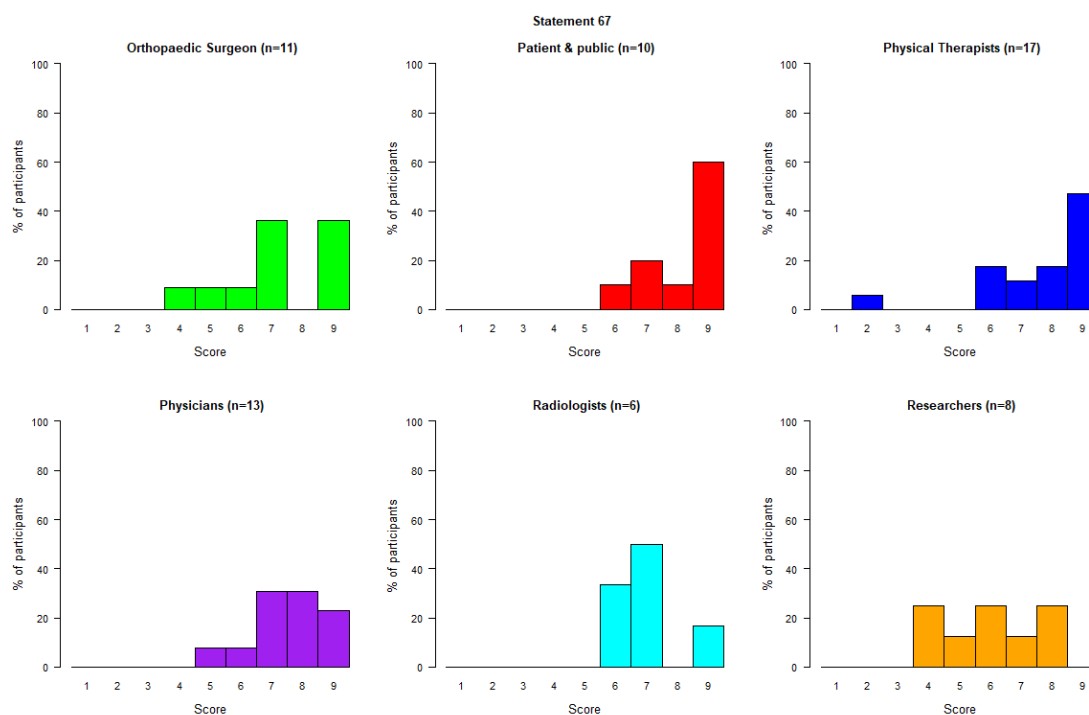 Statement 67
Orthopaedic Surgeon (n=11)
100
80
60
40
20
0
% of participants
1 2 3 4 5 6 7 8 9
Score
Patient & public (n=10)
100
80
60
40
20
0
% of participants
1 2 3 4 5 6 7 8 9
Score
Physical Therapists (n=17)
100
80
60
40
20
0
% of participants
1 2 3 4 5 6 7 8 9
Score
Physicians (n=13)
100
80
60
40
20
0
% of participants
1 2 3 4 5 6 7 8 9
Score
Radiologists (n=6)
100
80
60
40
20
0
% of participants
1 2 3 4 5 6 7 8 9
Score
Researchers (n=8)
100
80
60
40
20
0
% of participants
1 2 3 4 5 6 7 8 9
Score